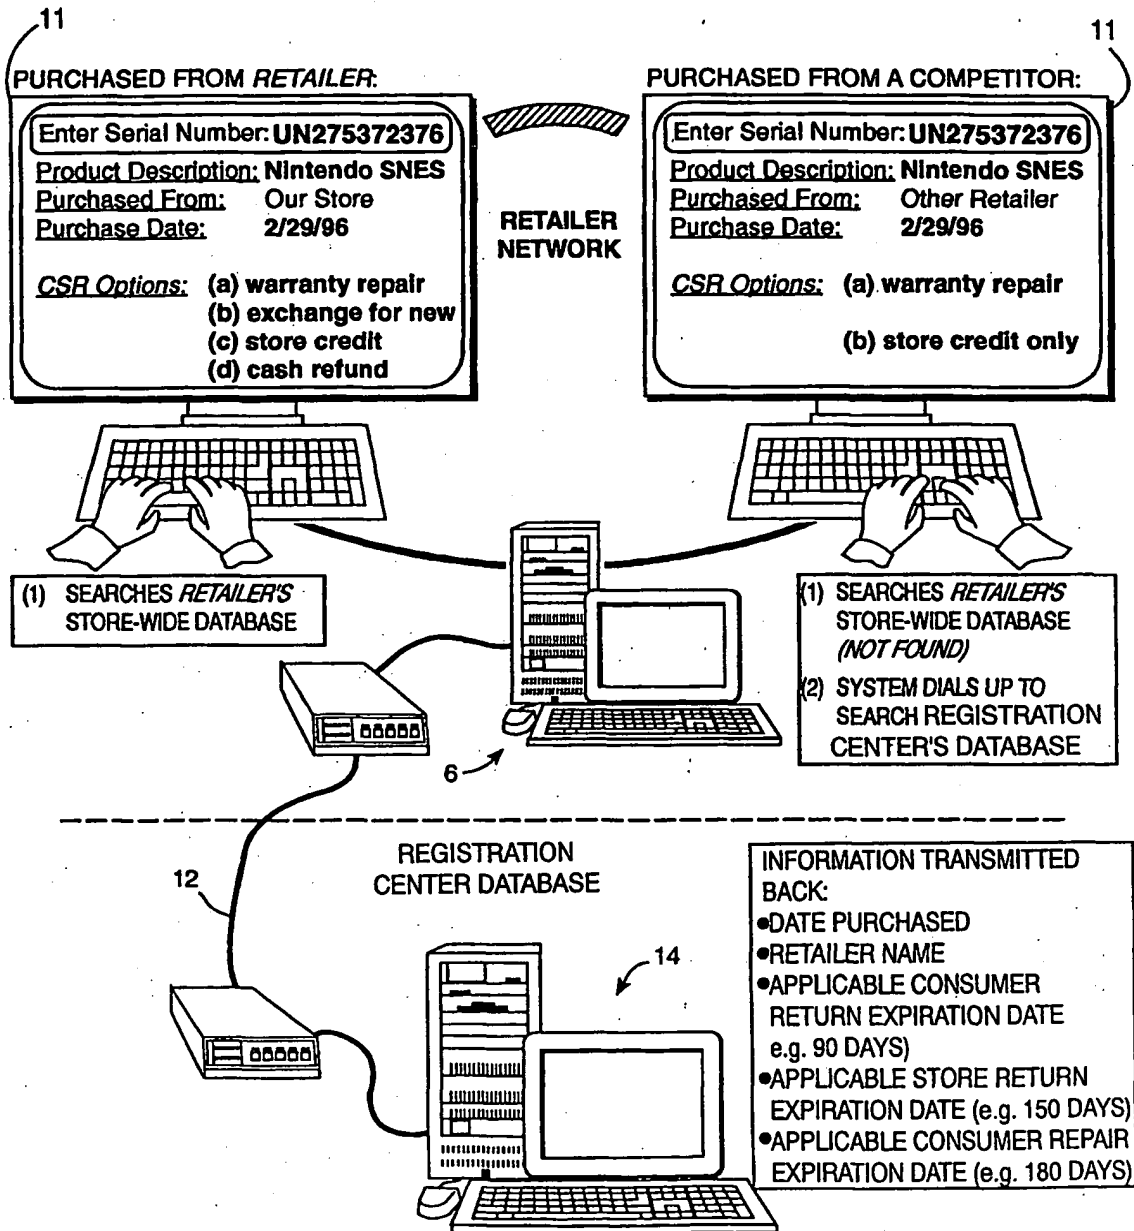 11
11
PURCHASED FROM RETAILER:
Enter Serial Number: UN275372376
Product Description: Nintendo SNES
Purchased From: Our Store
Purchase Date: 2/29/96
CSR Options: (a) warranty repair
(b) exchange for new
(c) store credit
(d) cash refund
RETAILER
NETWORK
PURCHASED FROM A COMPETITOR:
Enter Serial Number: UN275372376
Product Description: Nintendo SNES
Purchased From: Other Retailer
Purchase Date: 2/29/96
CSR Options: (a) warranty repair
(b) store credit only
(1) SEARCHES RETAILER'S
STORE-WIDE DATABASE
(1) SEARCHES RETAILER'S
STORE-WIDE DATABASE
(NOT FOUND)
(2) SYSTEM DIALS UP TO
SEARCH REGISTRATION
CENTER'S DATABASE
6
12
REGISTRATION
CENTER DATABASE
14
INFORMATION TRANSMITTED
BACK:
•DATE PURCHASED
•RETAILER NAME
•APPLICABLE CONSUMER
RETURN EXPIRATION DATE
e.g. 90 DAYS)
•APPLICABLE STORE RETURN
EXPIRATION DATE (e.g. 150 DAYS)
•APPLICABLE CONSUMER REPAIR
EXPIRATION DATE (e.g. 180 DAYS)